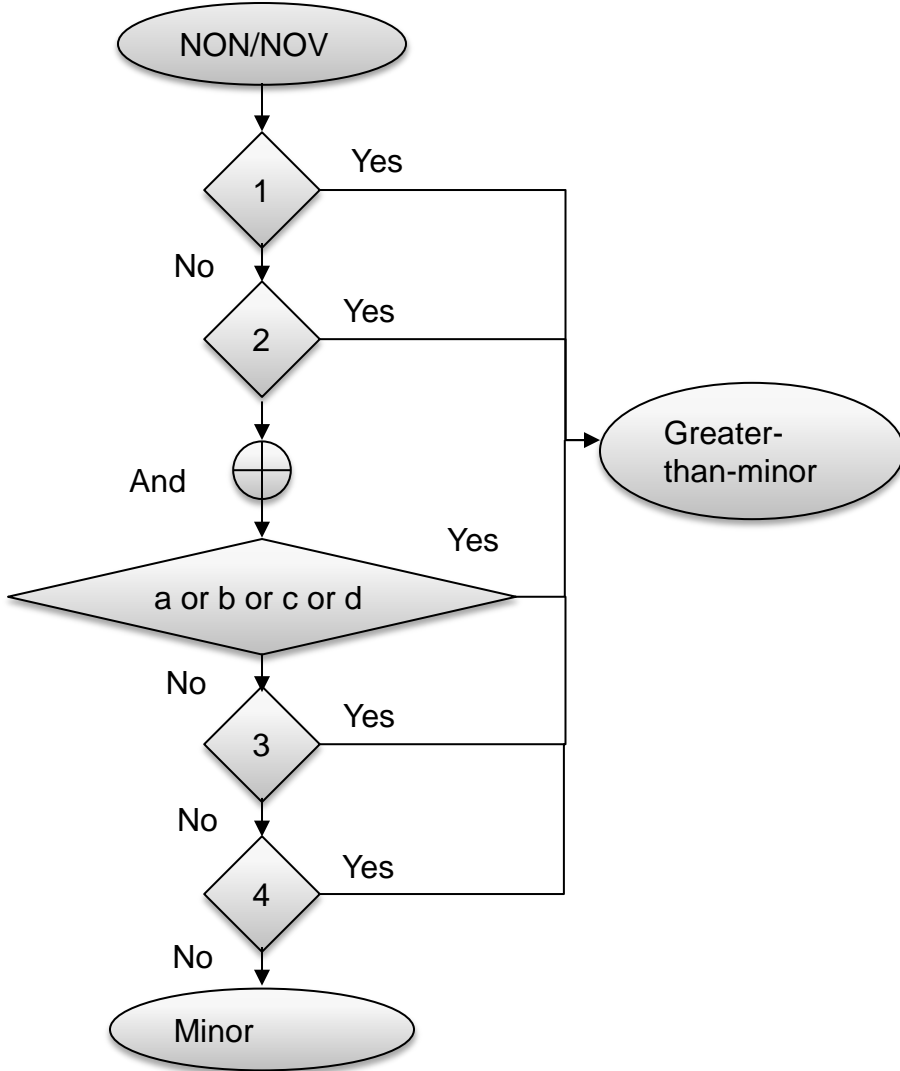 NON/NOV
1
Yes
No
2
Yes
And
Yes
a or b or c or d
No
3
Yes
No
4
Yes
No
Minor
Greater-
than-minor